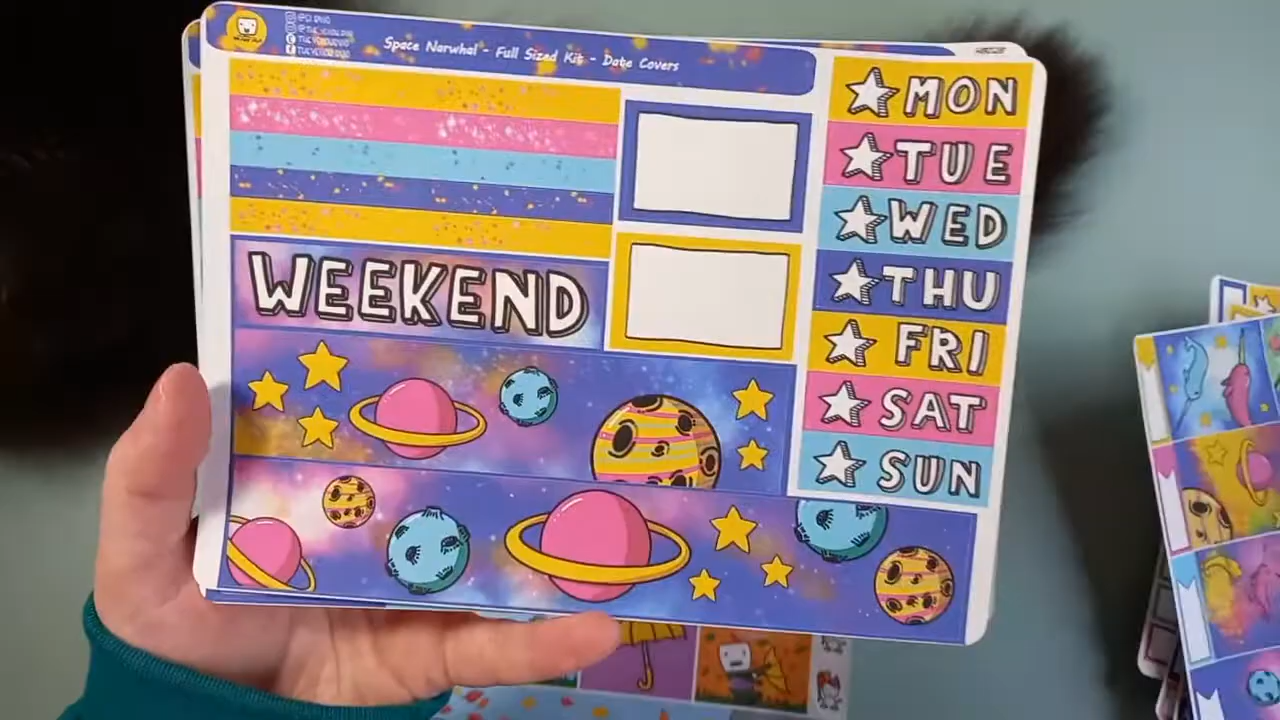 Space Narwhal - Full Sized Kit - Date Covers
MON
TUE
WED
THU
FRI
SAT
SUN
WEEKEND